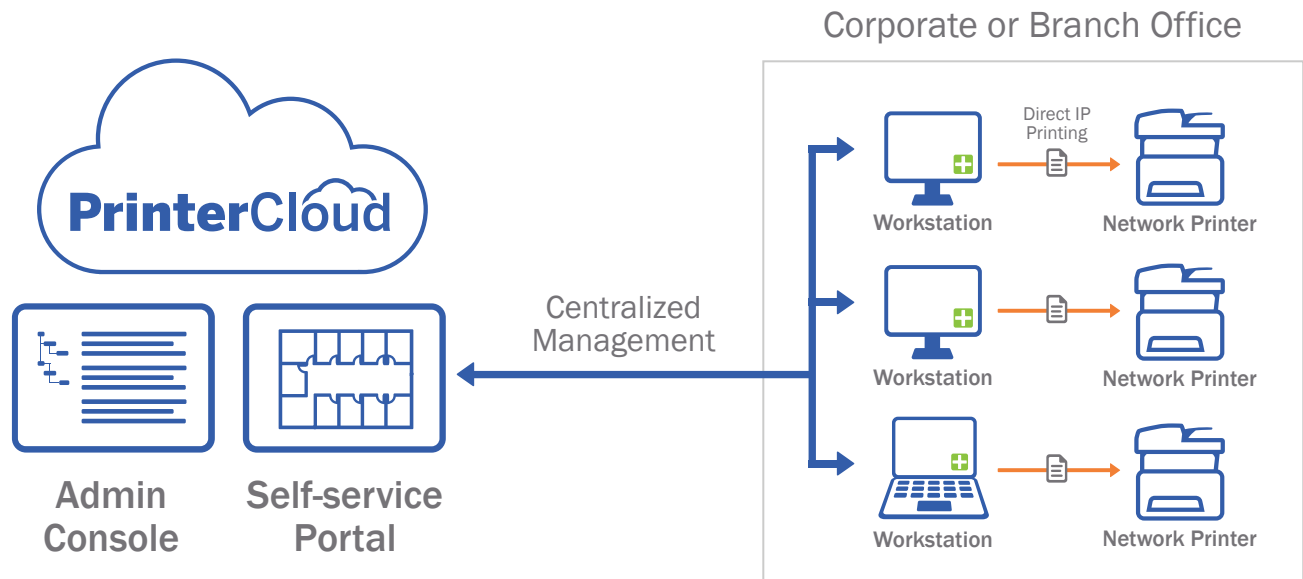 Corporate or Branch Office
PrinterCloud
Admin
Console
Self-service
Portal
Centralized
Management
Direct IP
Printing
Workstation
Network Printer
Workstation
Network Printer
Workstation
Network Printer